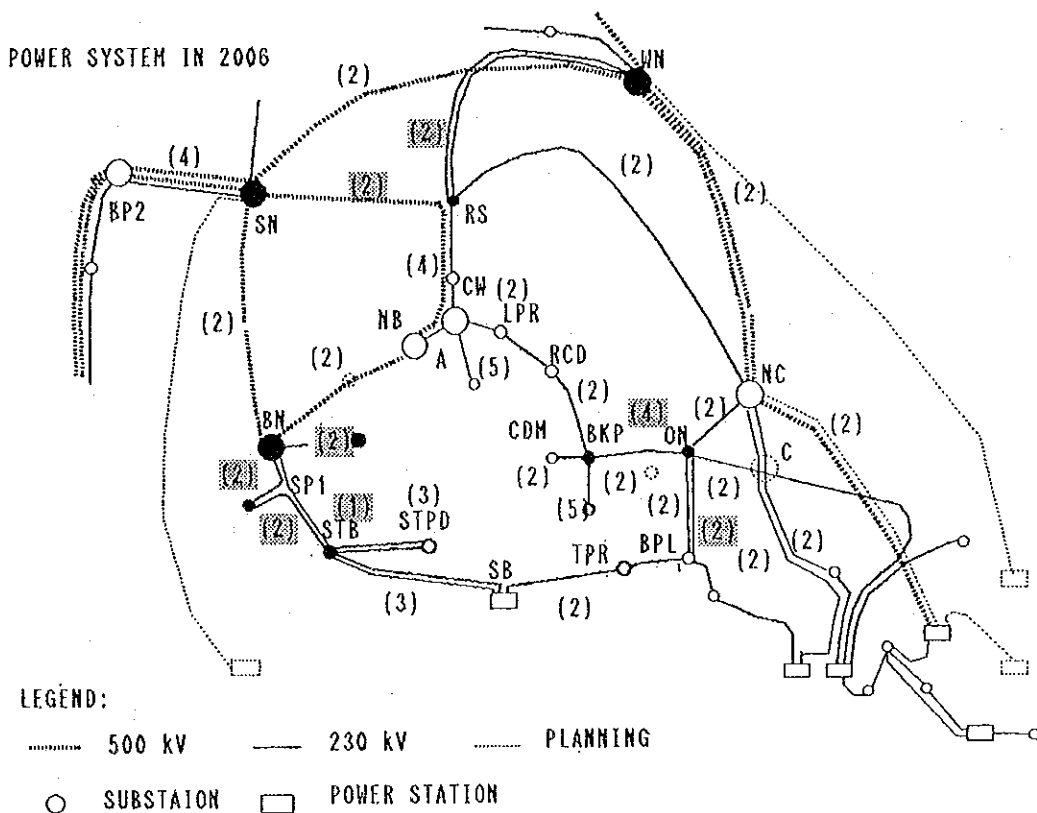 POWER SYSTEM IN 2006
WN
(2)
(2)
(4)
(2)
(2)
(2)
BP2
SN
RS
(4)
CW
(2)
(2)
NB
LPR
A
(2)
(5)
RCD
NC
(2)
(2)
(4)
(2)
BN
(2)
CDM
BKP
ON
C
(2)
SP1
(2)
(2)
(2)
(2)
(1)
(3)
(5)
(2)
(2)
STPD
STB
(2)
(2)
TPR
BPL
SB
(2)
(3)
(2)
LEGEND:
500 kV
230 kV
PLANNING
SUBSTAION
POWER STATION